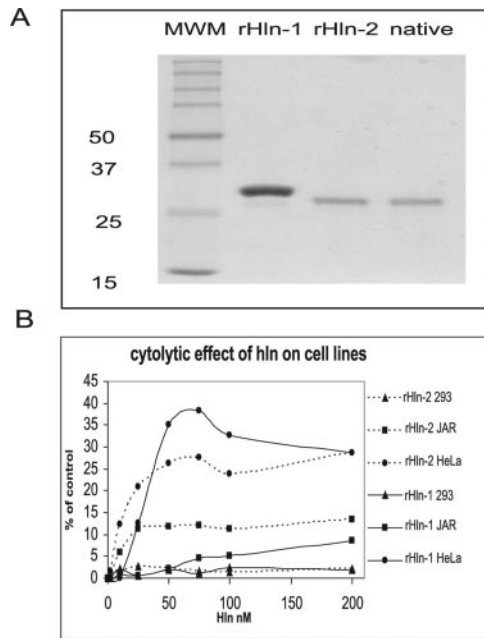 A
MWM rHln-1 rHln-2 native
50
37
25
15
B
cytolytic effect of hln on cell lines
% of control
45
40
35
30
25
20
15
10
5
0
0 50 100 150 200
Hln nM
rHln-2 293
rHln-2 JAR
rHln-2 HeLa
rHln-1 293
rHln-1 JAR
rHln-1 HeLa